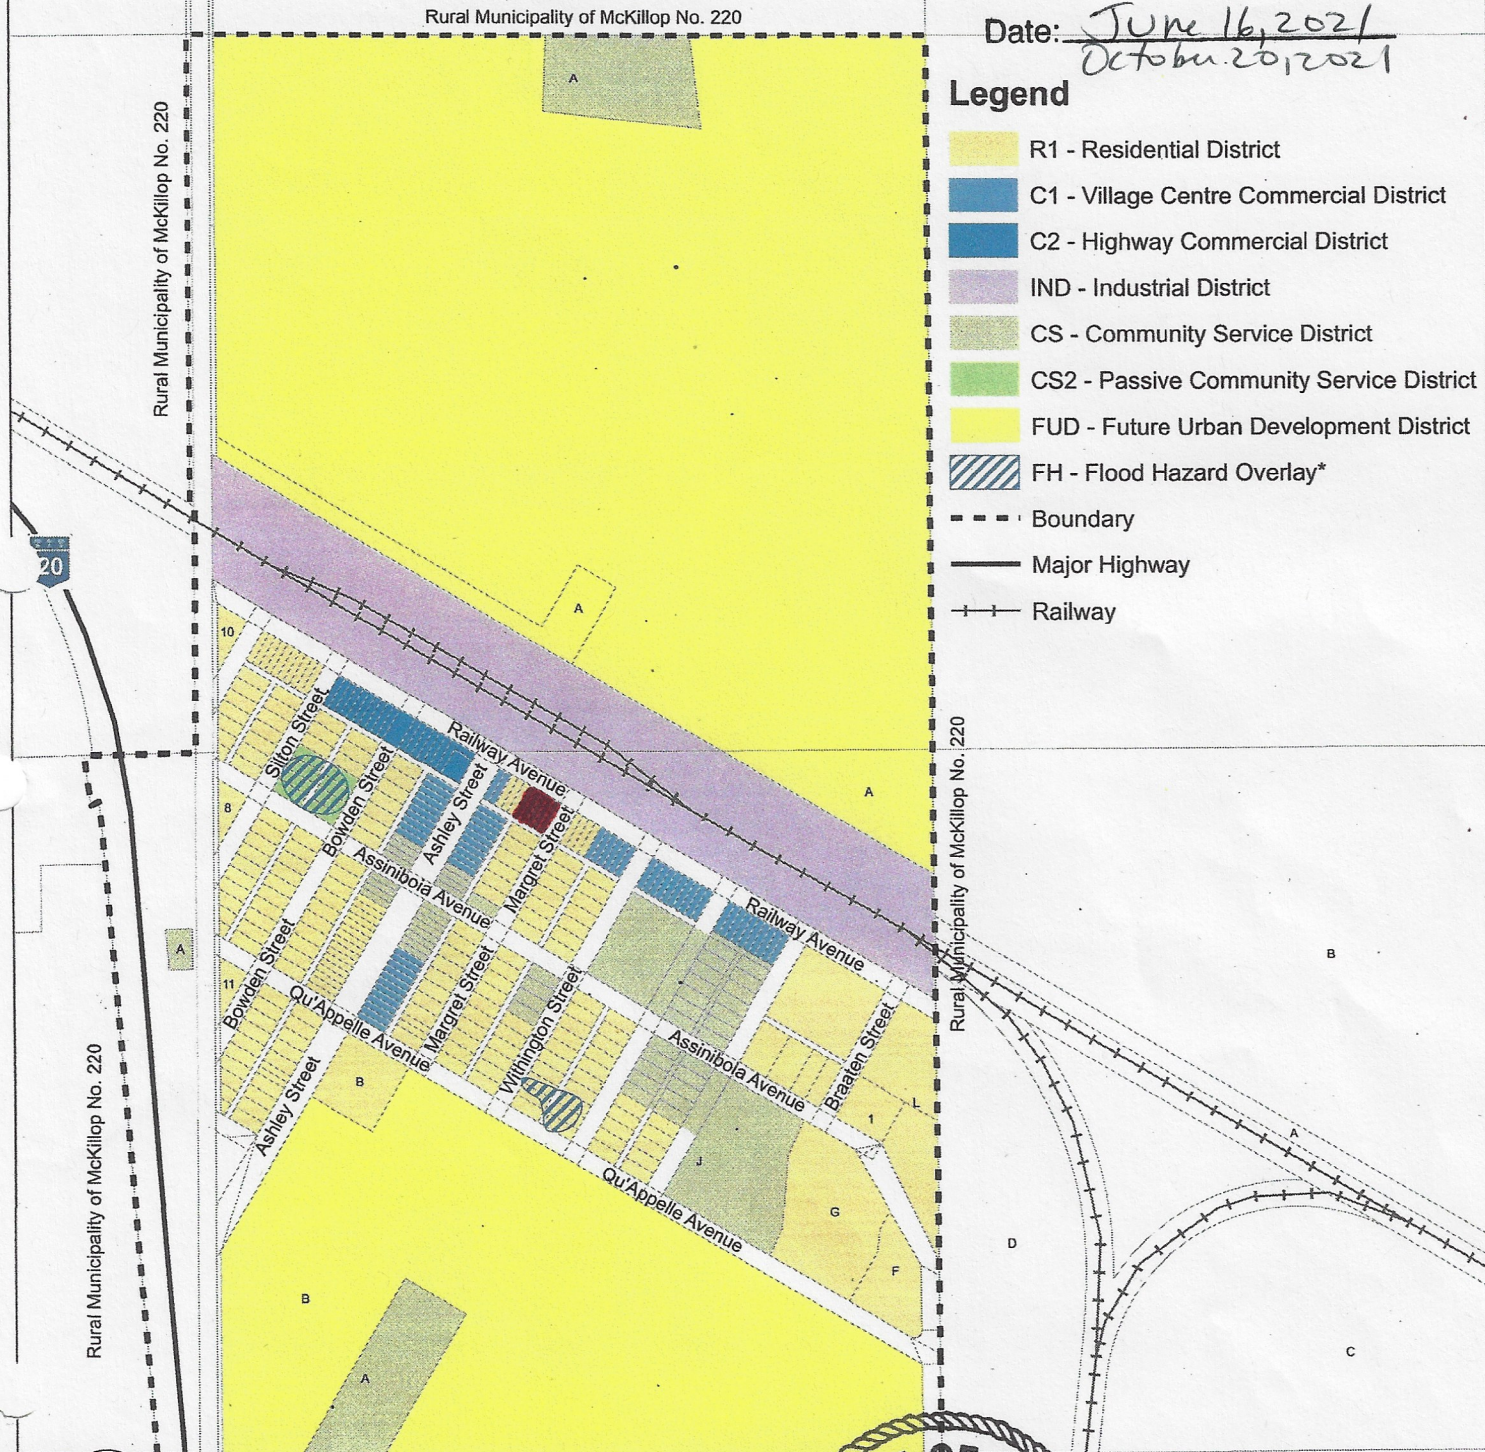 Rural Municipality of McKillop No. 220
Date: June 16, 2021
October 20, 2021
Legend
R1 - Residential District
C1 - Village Centre Commercial District
C2 - Highway Commercial District
IND - Industrial District
CS - Community Service District
CS2 - Passive Community Service District
FUD - Future Urban Development District
FH - Flood Hazard Overlay*
Boundary
Major Highway
Railway
Rural Municipality of McKillop No. 220
A
20
A
10
Silton Street
Railway Avenue
Bowden Street
Ashley Street
Margret Street
8
A
Rural Municipality of McKillop No. 220
Assiniboia Avenue
Railway Avenue
A
B
11
Bowden Street
Margret Street
Withington Street
Qu'Appelle Avenue
Assiniboia Avenue
Braaten Street
Ashley Street
B
L
1
A
J
Qu'Appelle Avenue
G
D
F
Rural Municipality of McKillop No. 220
B
A
C